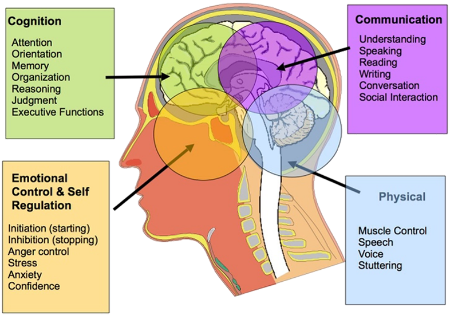 Cognition
Attention
Orientation
Memory
Organization
Reasoning
Judgment
Executive Functions
Communication
Understanding
Speaking
Reading
Writing
Conversation
Social Interaction
Emotional
Control & Self
Regulation
Initiation (starting)
Inhibition (stopping)
Anger control
Stress
Anxiety
Confidence
Physical
Muscle Control
Speech
Voice
Stuttering